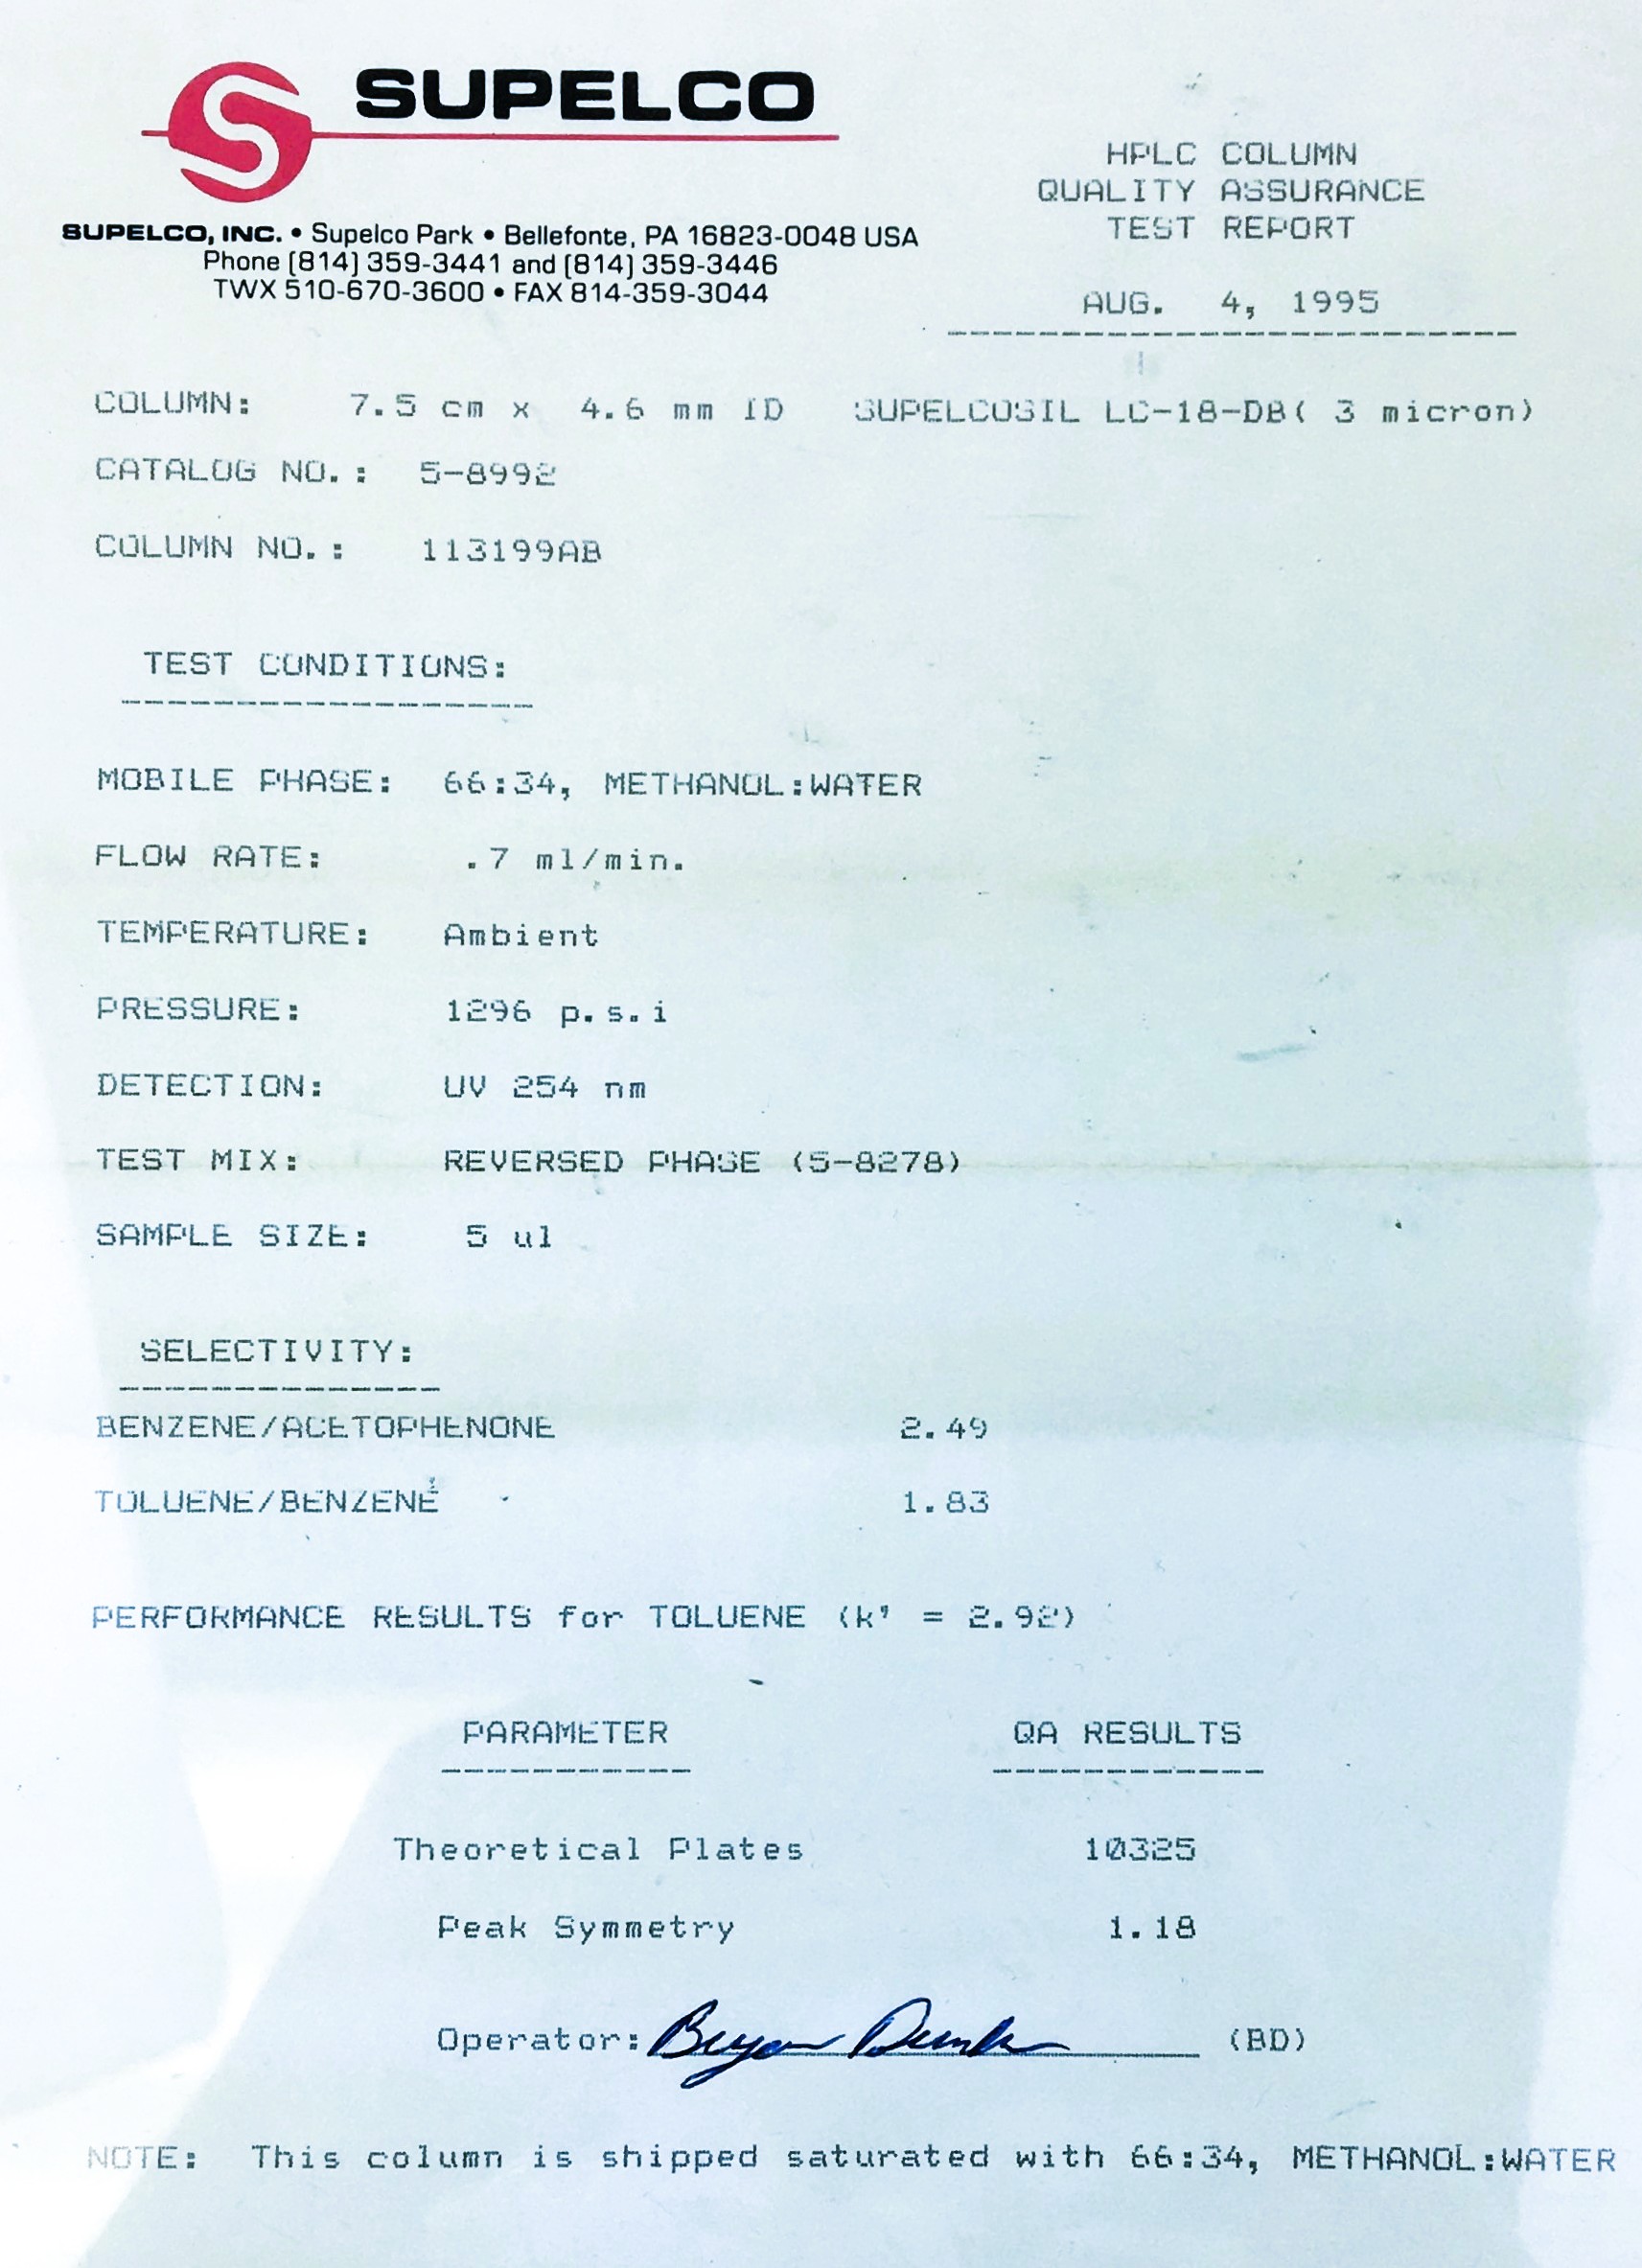 SUPELCO
SUPELCO, INC. • Supelco Park • Bellefonte, PA 16823-0048 USA
Phone (814) 359-3441 and (814) 359-3446
TWX 510-670-3600 • FAX 814-359-3044
HPLC COLUMN
QUALITY ASSURANCE
TEST REPORT
AUG. 4, 1995
COLUMN: 7.5 cm x 4.6 mm ID SUPELCOSIL LC-18-DB( 3 micron)
CATALOG NO.: 5-8992
COLUMN NO.: 113199AB
TEST CONDITIONS:
MOBILE PHASE: 66:34, METHANOL:WATER
FLOW RATE: .7 ml/min.
TEMPERATURE: Ambient
PRESSURE: 1296 p.s.i
DETECTION: UV 254 nm
TEST MIX: REVERSED PHASE (5-8278)
SAMPLE SIZE: 5 ul
SELECTIVITY:
BENZENE/ACETOPHENONE 2.49
TOLUENE/BENZENE 1.83
PERFORMANCE RESULTS for TOLUENE (k' = 2.92)
PARAMETER QA RESULTS
Theoretical Plates 10325
Peak Symmetry 1.18
Operator: Bryan (BD)
NOTE: This column is shipped saturated with 66:34, METHANOL:WATER